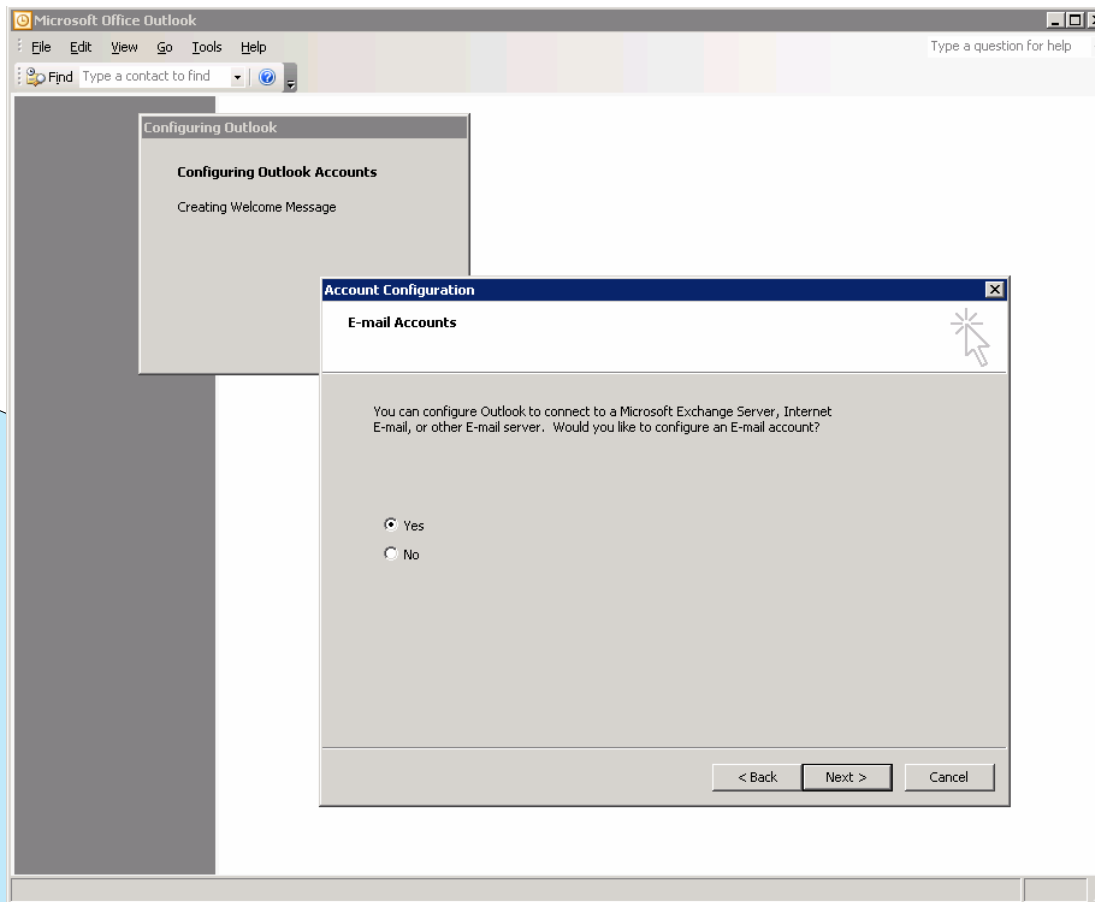 Microsoft Office Outlook
File Edit View Go Tools Help
Type a question for help
Find Type a contact to find
Configuring Outlook
Configuring Outlook Accounts
Creating Welcome Message
Account Configuration
E-mail Accounts
You can configure Outlook to connect to a Microsoft Exchange Server, Internet
E-mail, or other E-mail server.  Would you like to configure an E-mail account?
Yes
No
< Back Next > Cancel